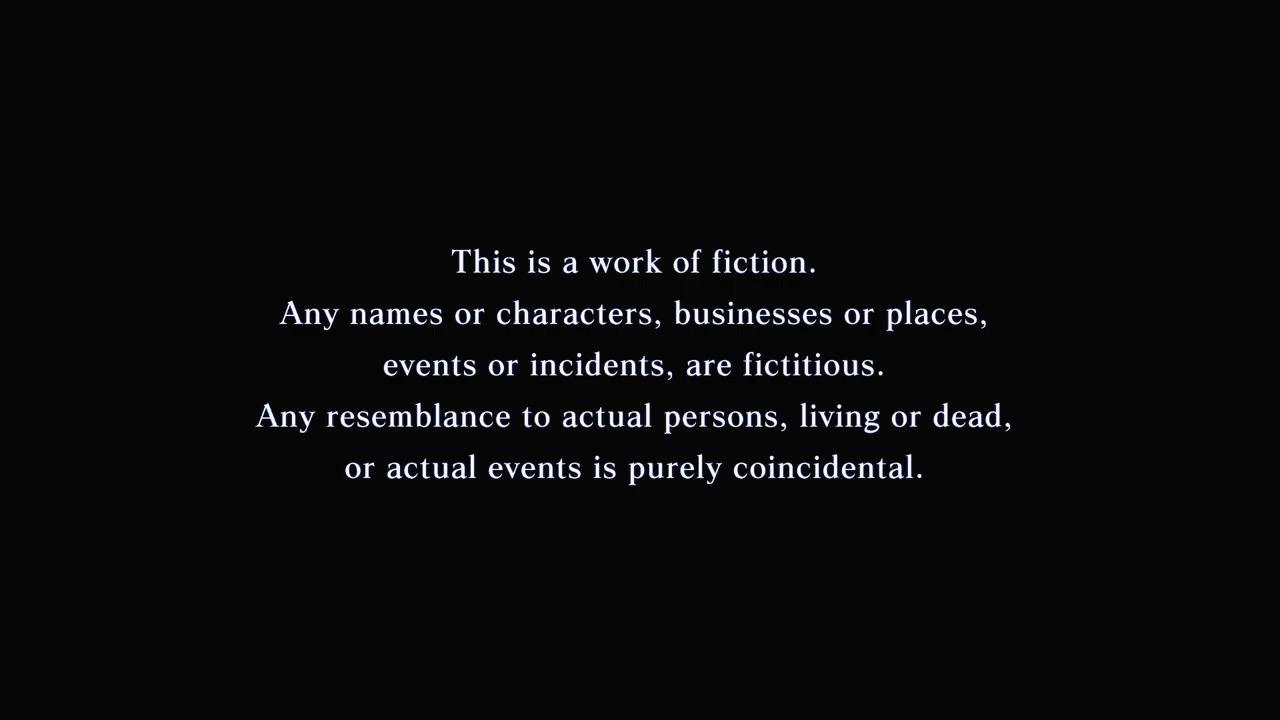 This is a work of fiction.
Any names or characters, businesses or places,
events or incidents, are fictitious.
Any resemblance to actual persons, living or dead,
or actual events is purely coincidental.